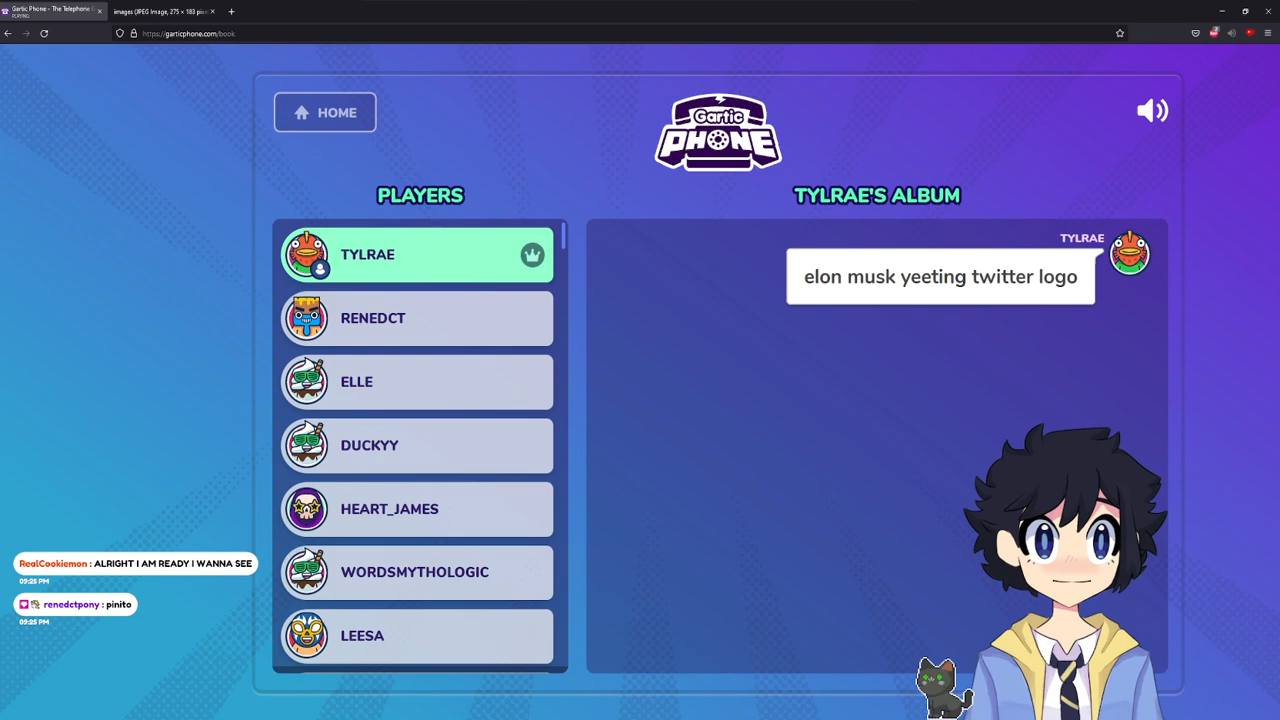 Gartic Phone - The Telephone
PLAYING
images (JPEG Image, 275 × 183 pixel
https://garticphone.com/book
HOME
Gartic
PHONE
PLAYERS
TYLRAE
RENEDCT
ELLE
DUCKYY
HEART_JAMES
WORDSMYTHOLOGIC
LEESA
TYLRAE'S ALBUM
TYLRAE
elon musk yeeting twitter logo
RealCookiemon : ALRIGHT I AM READY I WANNA SEE
09:25 PM
renedctpony : pinito
09:25 PM